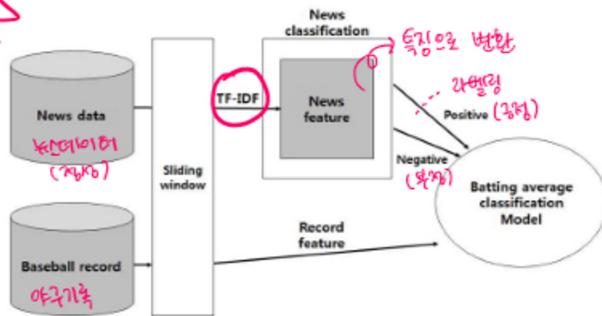 News
classification
특징으로 변환
TF-IDF
News
feature
라벨링
Positive (긍정)
News data
뉴스데이터
(정성)
Negative
(부정)
Sliding
window
Batting average
classification
Model
Record
feature
Baseball record
야구기록